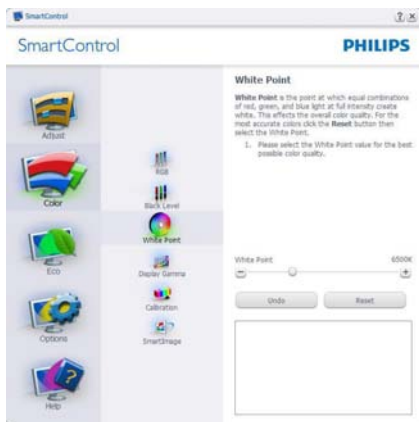 SmartControl
SmartControl
PHILIPS
Adjust
Color
Eco
Options
Help
RGB
Black Level
White Point
Display Gamma
Calibration
SmartImage
White Point
White Point is the point at which equal combinations
of red, green, and blue light at full intensity create
white. This effects the overall color quality. For the
most accurate colors click the Reset button then
select the White Point.
1. Please select the White Point value for the best
possible color quality.
White Point 6500K
Undo Reset